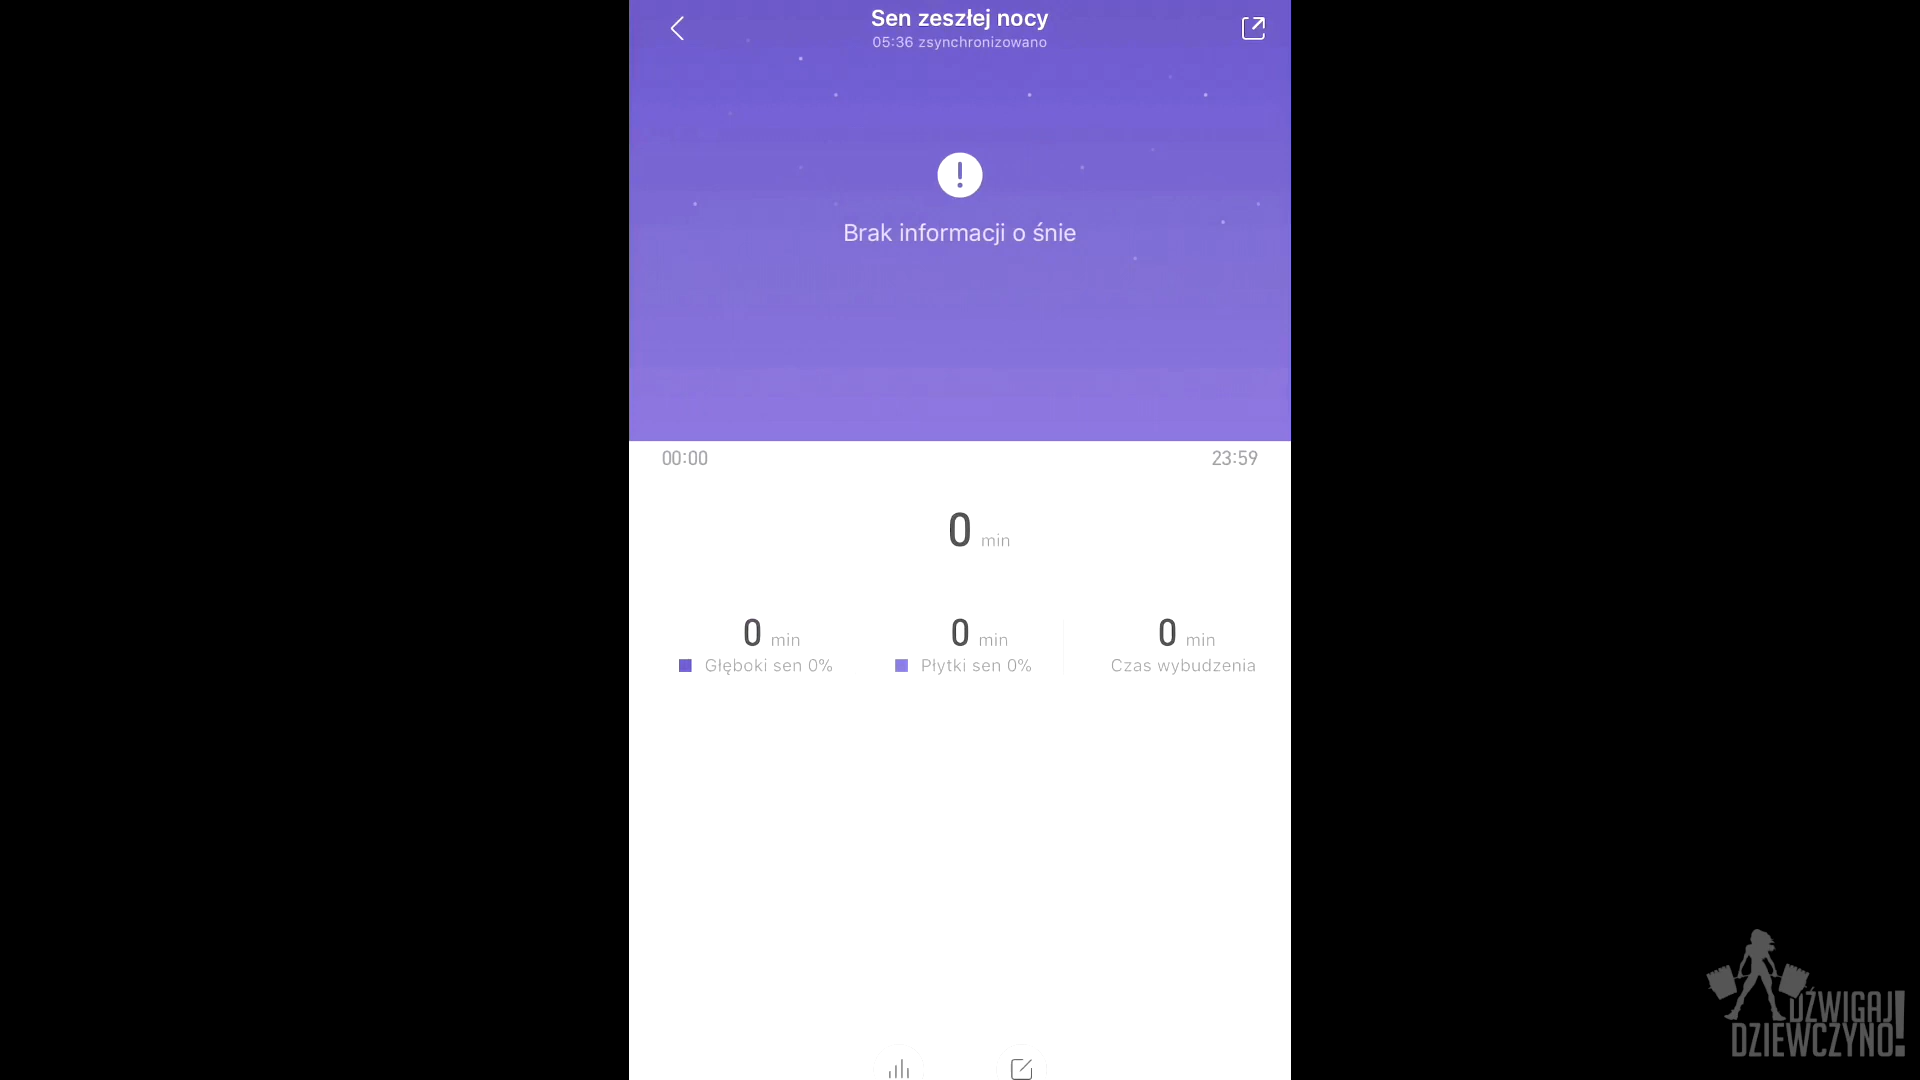 Sen zeszłej nocy
05:36 zsynchronizowano
Brak informacji o śnie
00:00 23:59
0 min
0 min 0 min 0 min
Głęboki sen 0% Płytki sen 0% Czas wybudzenia
DŹWIGAJ
DZIEWCZYNO!